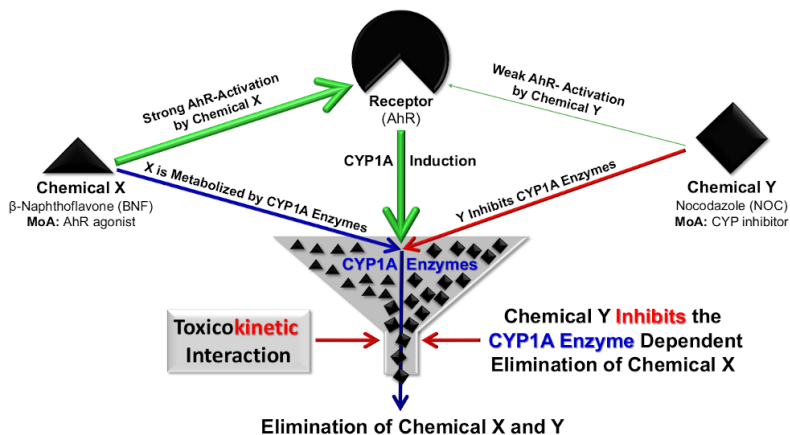 Strong AhR-Activation
by Chemical X
Receptor
(AhR)
Weak AhR- Activation
by Chemical Y
CYP1A Induction
Chemical X
β-Naphthoflavone (BNF)
MoA: AhR agonist
X is Metabolized by CYP1A Enzymes
Y Inhibits CYP1A Enzymes
Chemical Y
Nocodazole (NOC)
MoA: CYP inhibitor
CYP1A Enzymes
Toxicokinetic
Interaction
Chemical Y Inhibits the
CYP1A Enzyme Dependent
Elimination of Chemical X
Elimination of Chemical X and Y